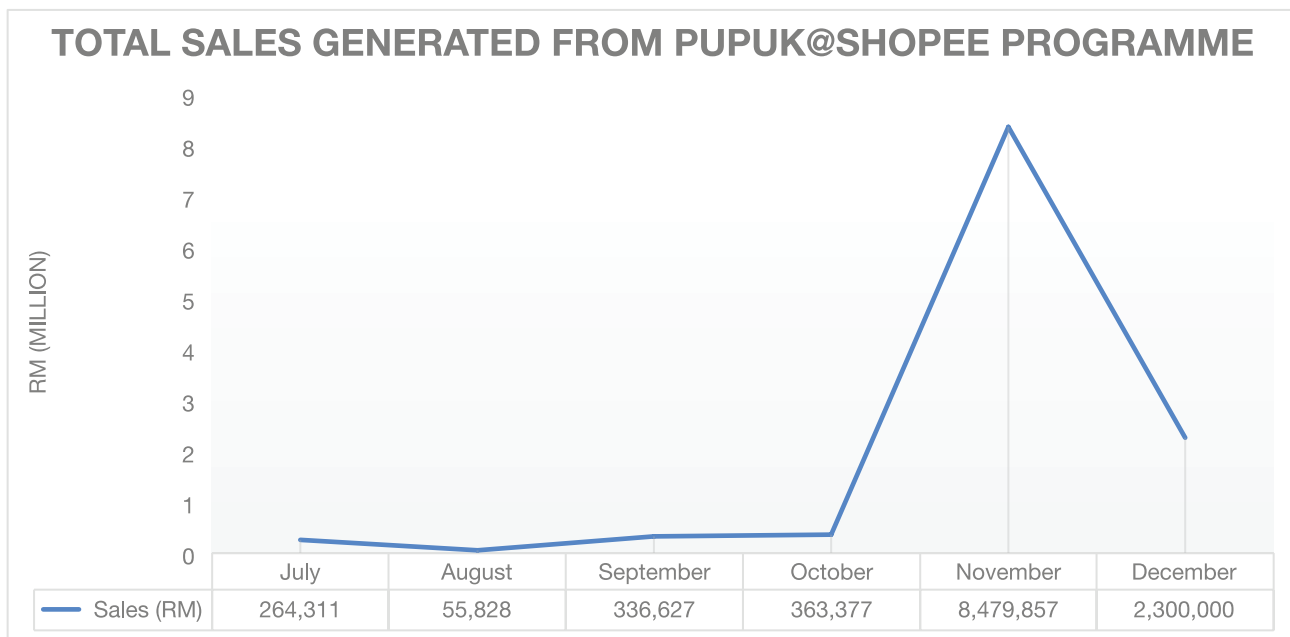 TOTAL SALES GENERATED FROM PUPUK@SHOPEE PROGRAMME
9
8
7
6
5
4
3
2
1
0
RM (MILLION)
July August September October November December
Sales (RM) 264,311 55,828 336,627 363,377 8,479,857 2,300,000